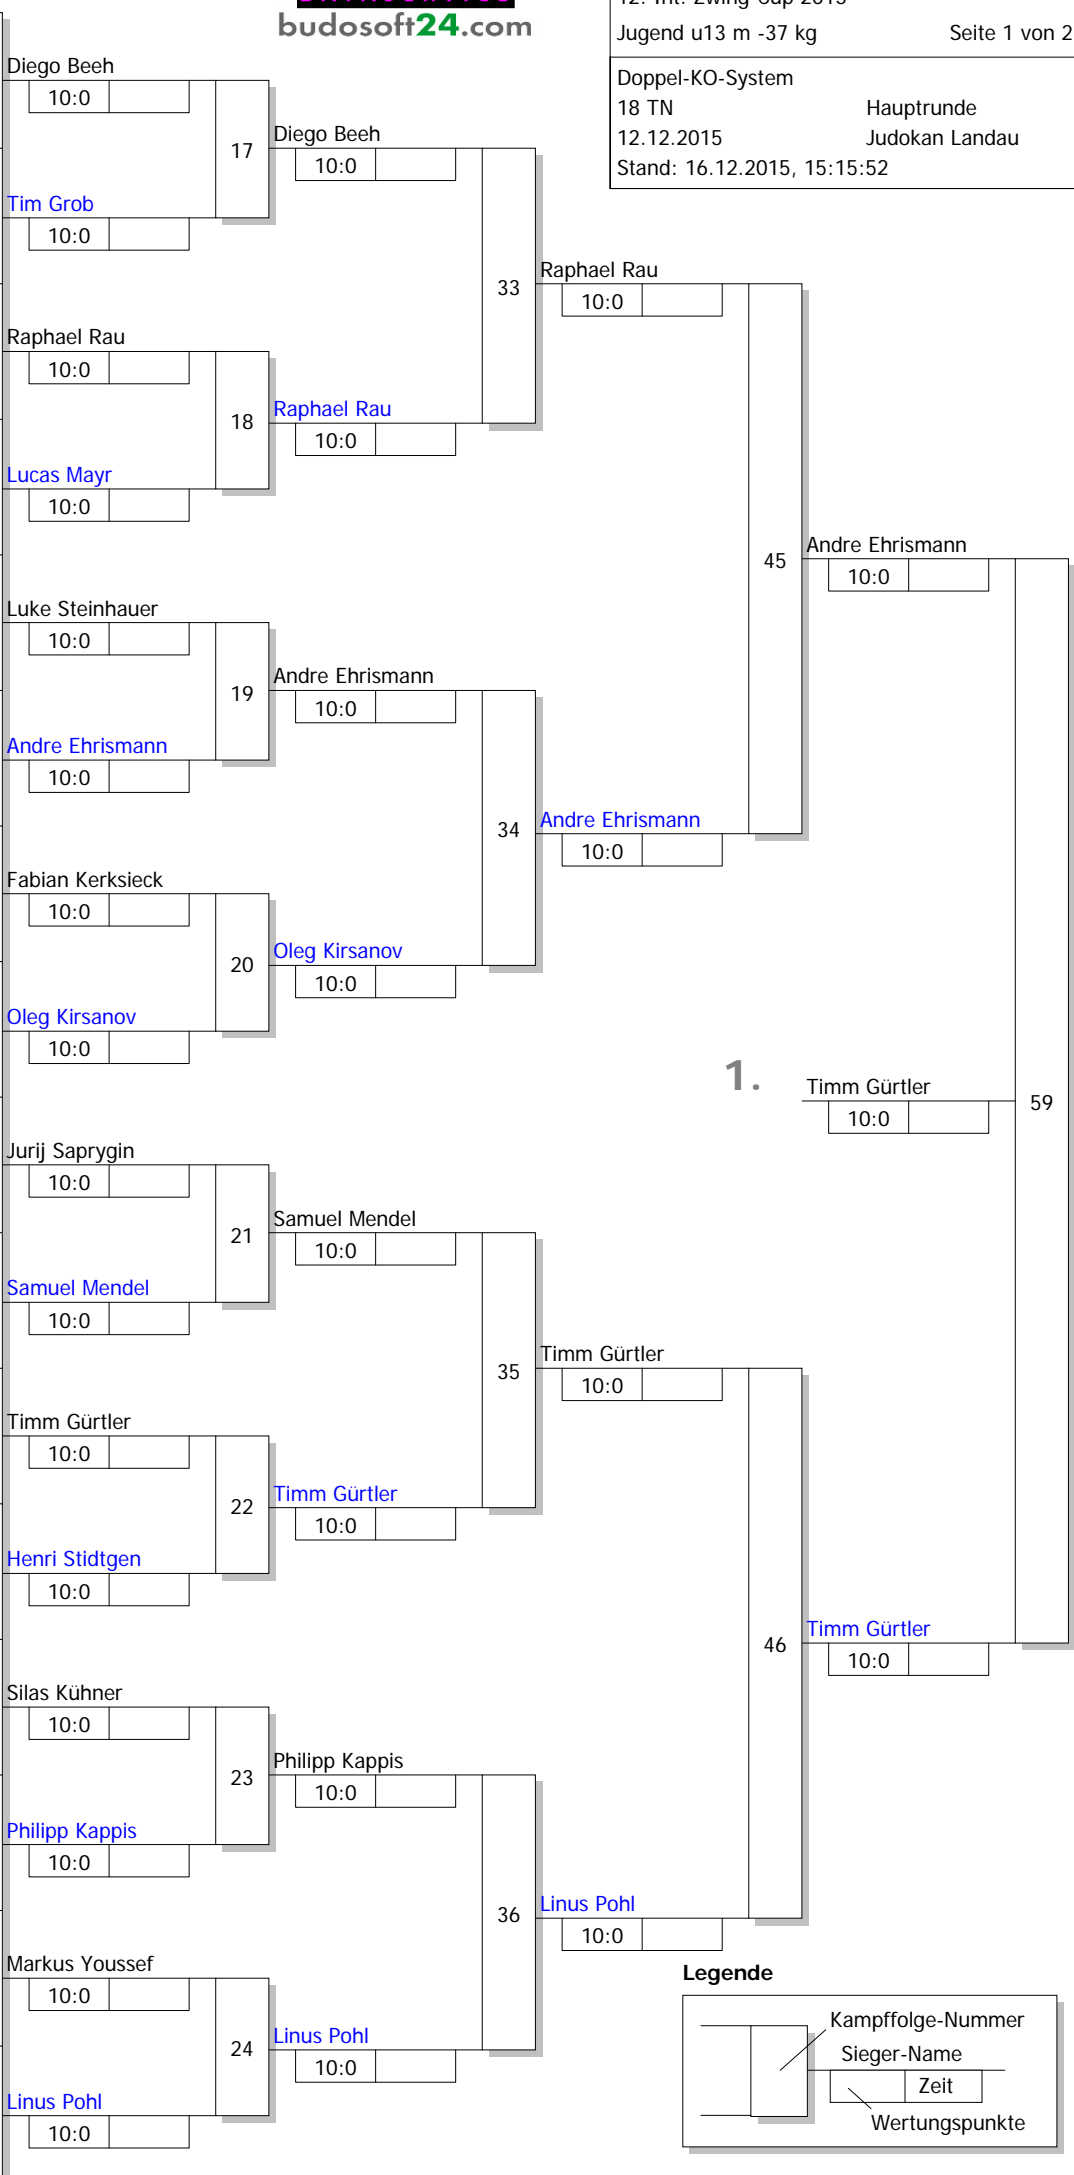 budosoft24.com
12. Int. Zwing-Cup 2015
Jugend u13 m -37 kg Seite 1 von 2
Doppel-KO-System
18 TN Hauptrunde
12.12.2015 Judokan Landau
Stand: 16.12.2015, 15:15:52
Diego Beeh
10:0
17
Diego Beeh
10:0
Tim Grob
10:0
33
Raphael Rau
10:0
Raphael Rau
10:0
18
Raphael Rau
10:0
Lucas Mayr
10:0
45
Andre Ehrismann
10:0
Luke Steinhauer
10:0
19
Andre Ehrismann
10:0
Andre Ehrismann
10:0
34
Andre Ehrismann
10:0
Fabian Kerksieck
10:0
20
Oleg Kirsanov
10:0
Oleg Kirsanov
10:0
1.
Timm Gürtler
10:0
59
Jurij Saprygin
10:0
21
Samuel Mendel
10:0
Samuel Mendel
10:0
35
Timm Gürtler
10:0
Timm Gürtler
10:0
22
Timm Gürtler
10:0
Henri Stidtgen
10:0
46
Timm Gürtler
10:0
Silas Kühner
10:0
23
Philipp Kappis
10:0
Philipp Kappis
10:0
36
Linus Pohl
10:0
Markus Youssef
10:0
24
Linus Pohl
10:0
Linus Pohl
10:0
Legende
Kampffolge-Nummer
Sieger-Name
Zeit
Wertungspunkte